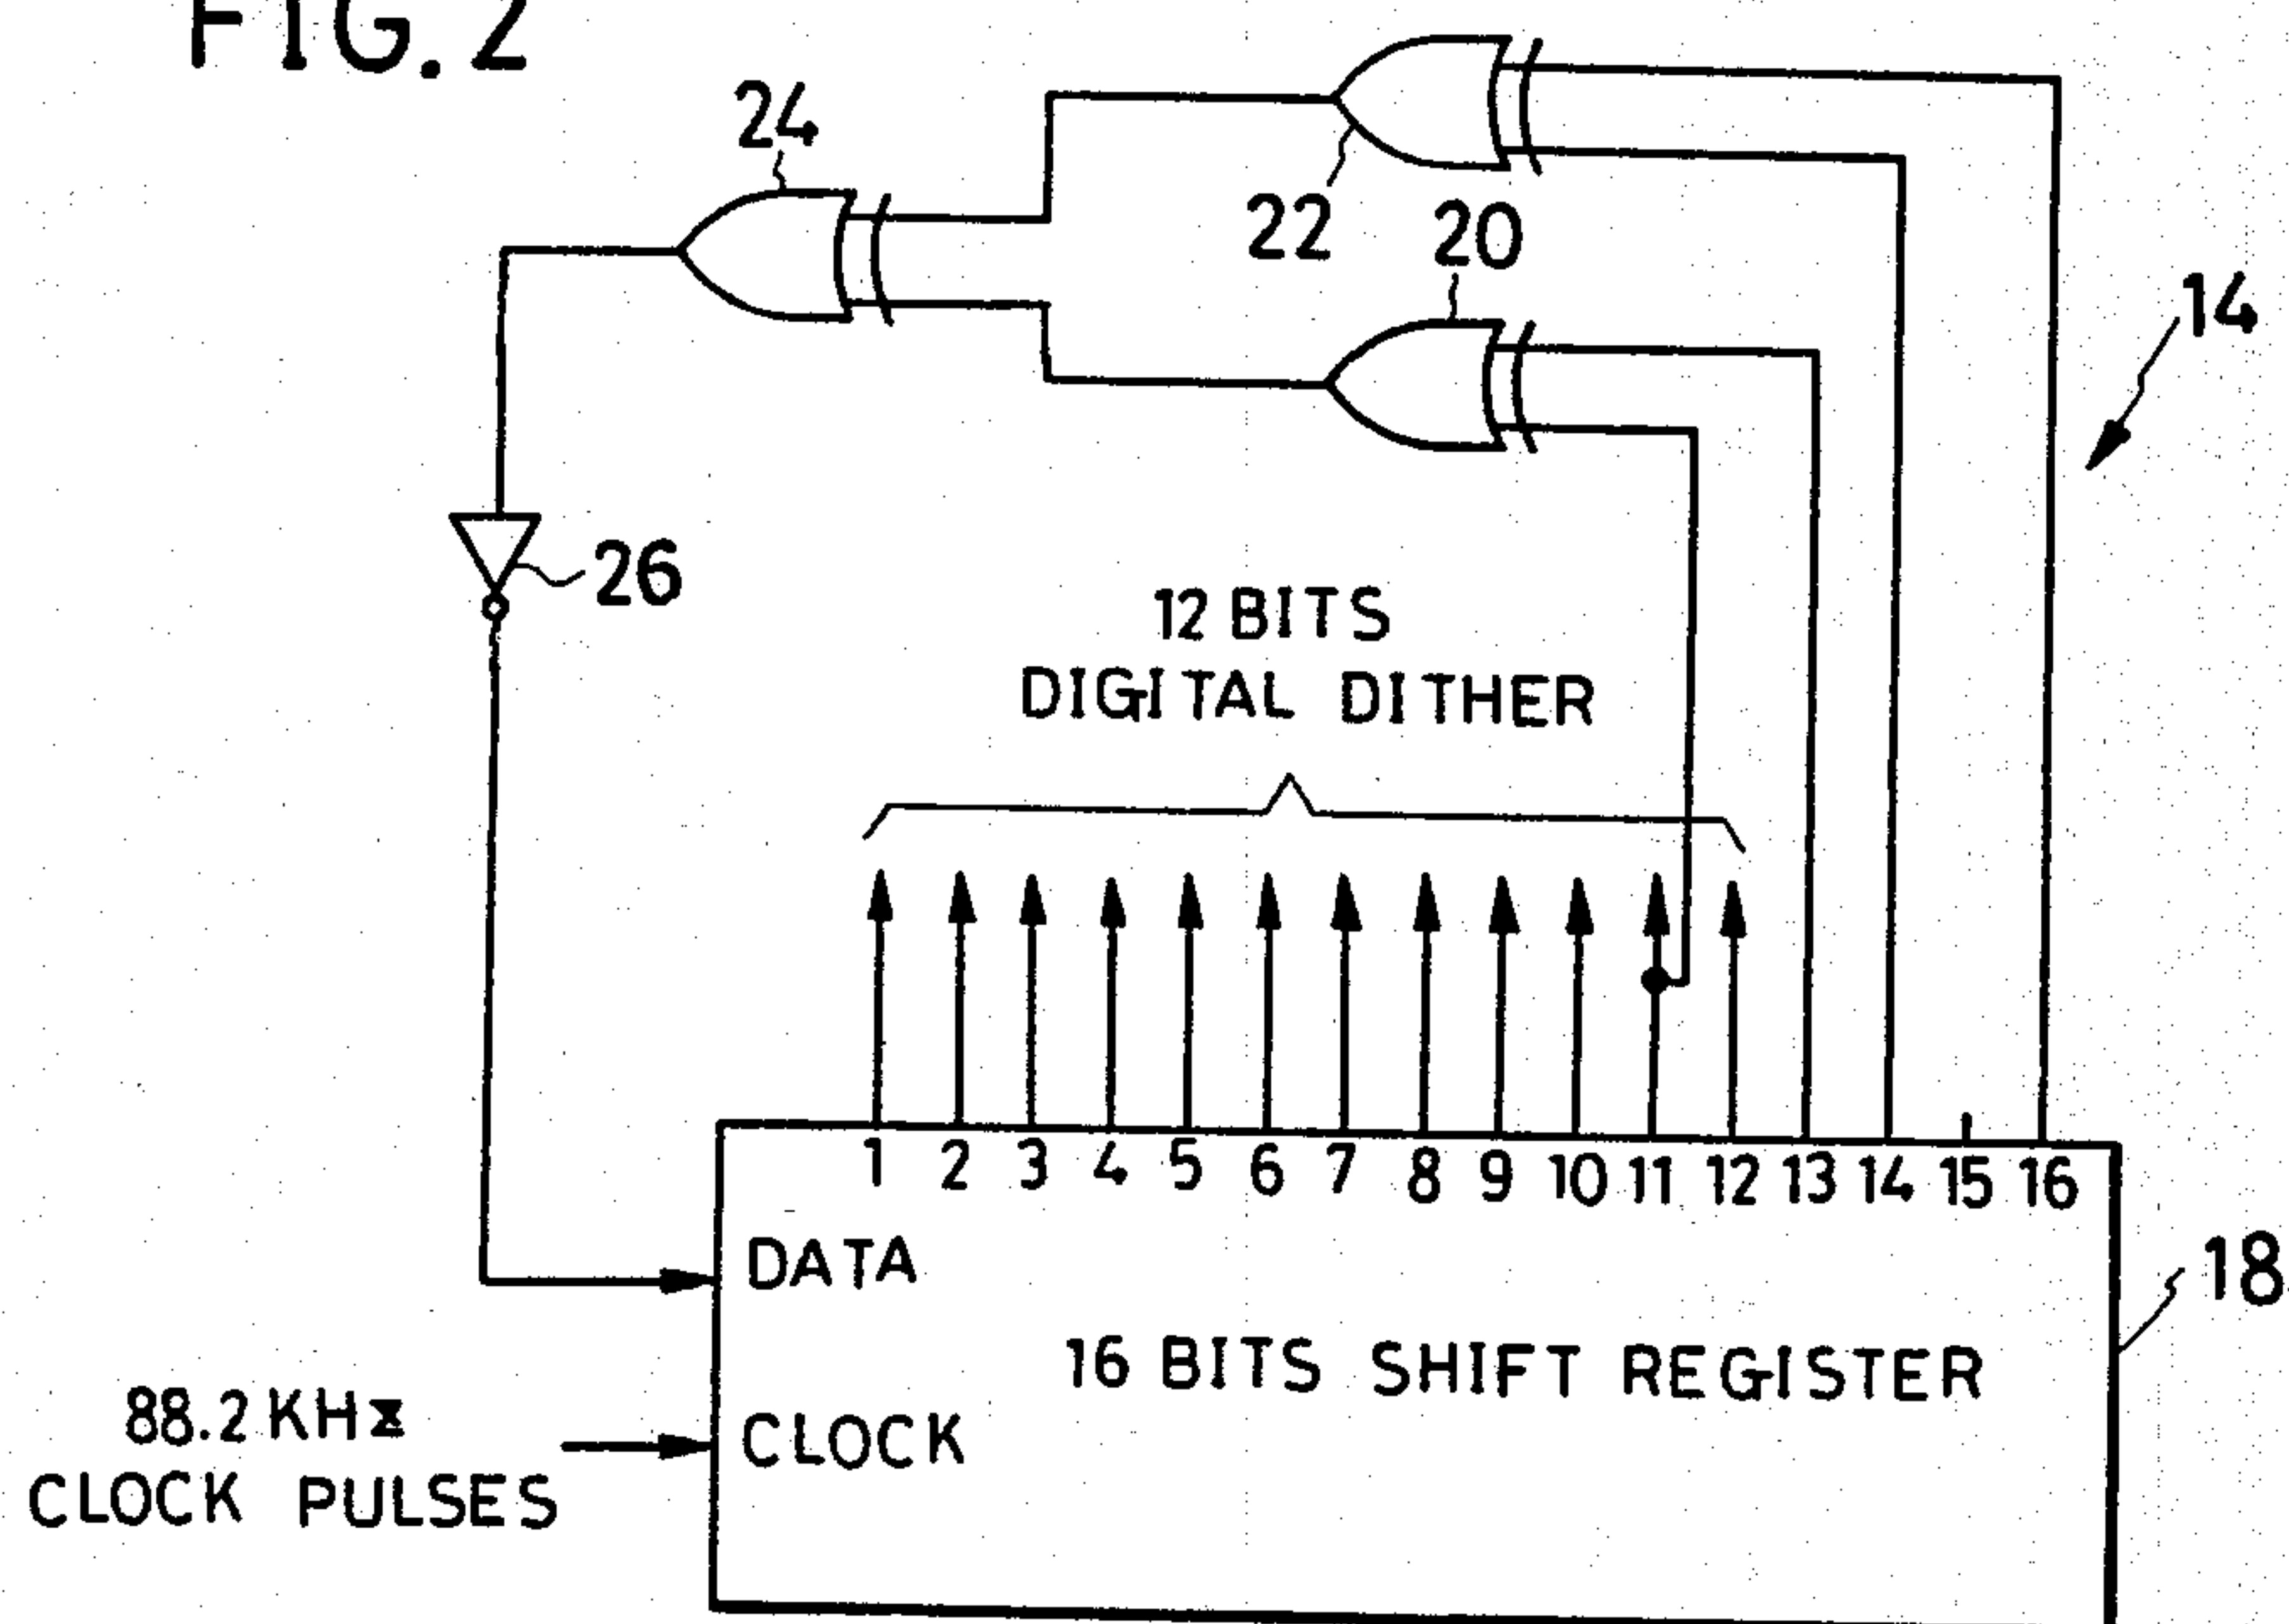 FIG.2
24
22
20
14
26
12 BITS
DIGITAL DITHER
1 2 3 4 5 6 7 8 9 10 11 12 13 14 15 16
DATA
18
16 BITS SHIFT REGISTER
88.2 KHz
CLOCK PULSES
CLOCK